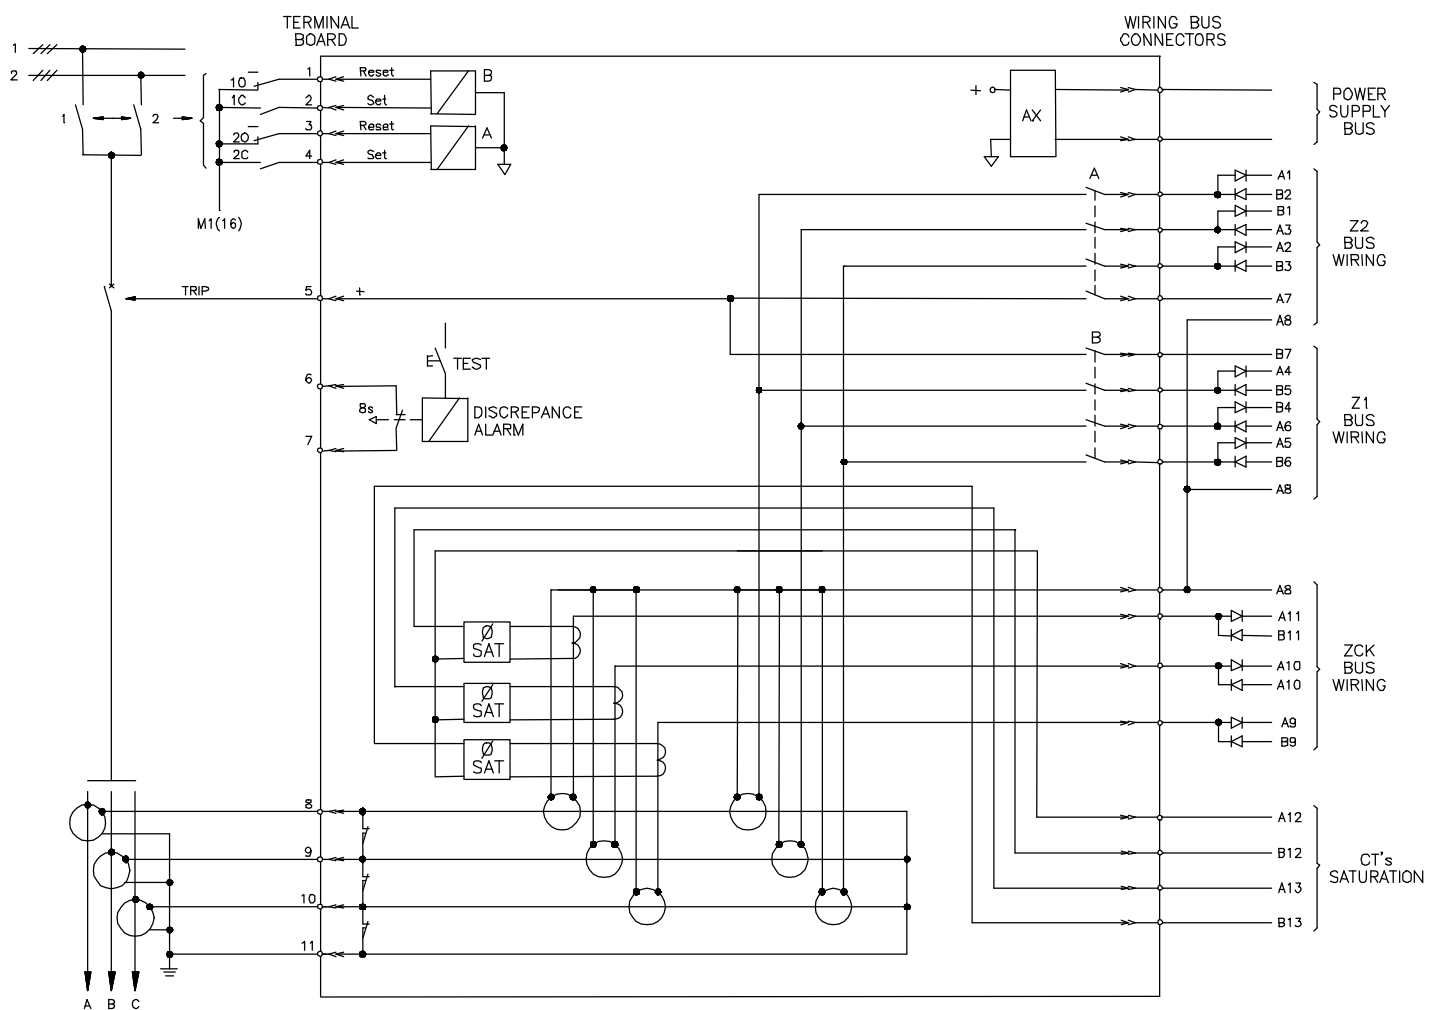 TERMINAL
BOARD
WIRING BUS
CONNECTORS
1
2
1
2
1O
1C
2O
2C
M1(16)
1
2
3
4
Reset
Set
Reset
Set
B
A
+
AX
POWER
SUPPLY
BUS
A
A1
B2
B1
A3
A2
B3
A7
A8
Z2
BUS
WIRING
TRIP
5
+
TEST
6
8s
7
DISCREPANCE
ALARM
B
B7
A4
B5
B4
A6
A5
B6
A8
Z1
BUS
WIRING
Ø
SAT
Ø
SAT
Ø
SAT
A8
A11
B11
A10
A10
A9
B9
ZCK
BUS
WIRING
8
9
10
11
A12
B12
A13
B13
CT's
SATURATION
A B C